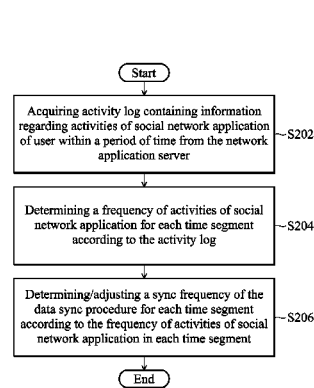 Start
Acquiring activity log containing information
regarding activities of social network application
of user within a period of time from the network
application server
S202
Determining a frequency of activities of social
network application for each time segment
according to the activity log
S204
Determining/adjusting a sync frequency of the
data sync procedure for each time segment
according to the frequency of activities of social
network application in each time segment
S206
End